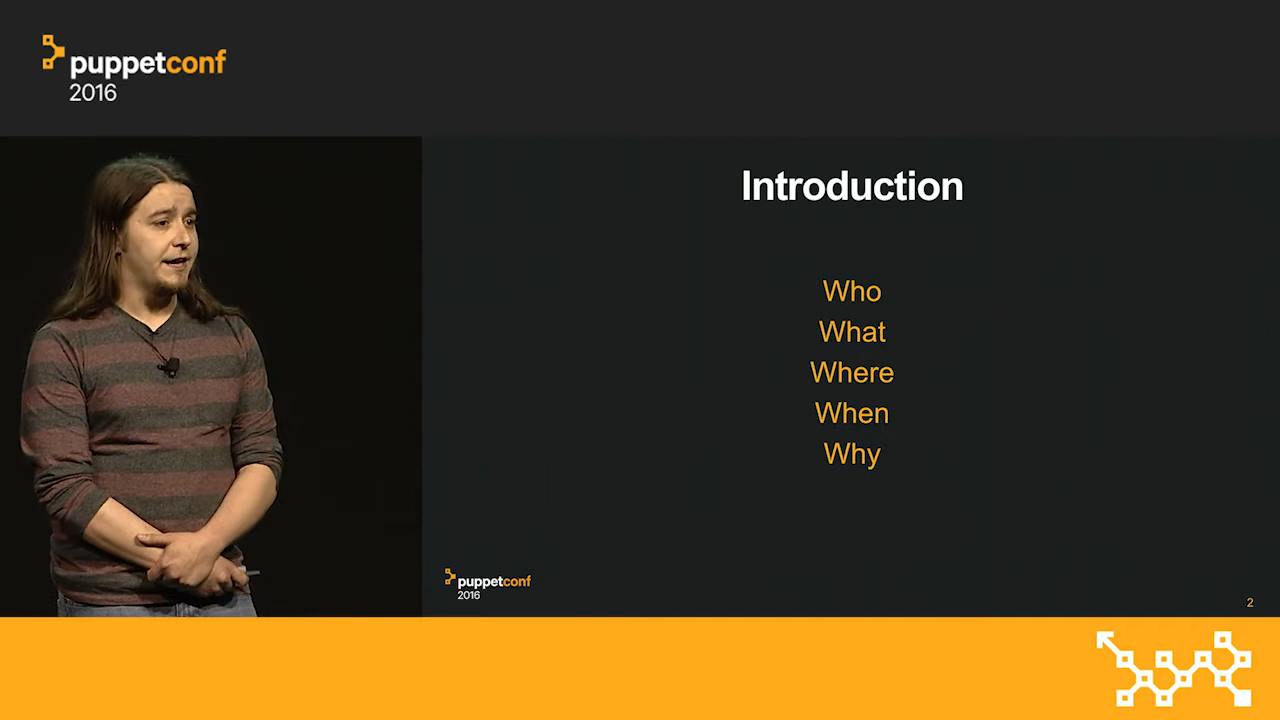 puppetconf
2016
Introduction
Who
What
Where
When
Why
puppetconf
2016
2